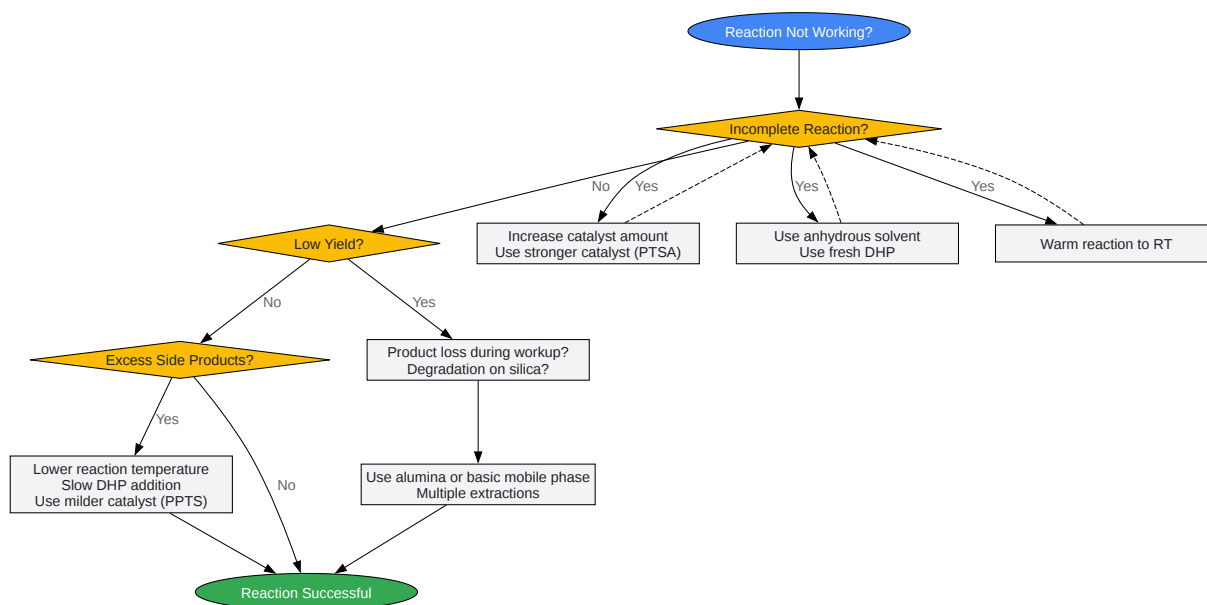 Reaction Not Working?
Incomplete Reaction?
No
Yes
Yes
Yes
Low Yield?
Increase catalyst amount
Use stronger catalyst (PTSA)
Use anhydrous solvent
Use fresh DHP
Warm reaction to RT
No
Yes
Excess Side Products?
Product loss during workup?
Degradation on silica?
Yes
No
Lower reaction temperature
Slow DHP addition
Use milder catalyst (PPTS)
Use alumina or basic mobile phase
Multiple extractions
Reaction Successful